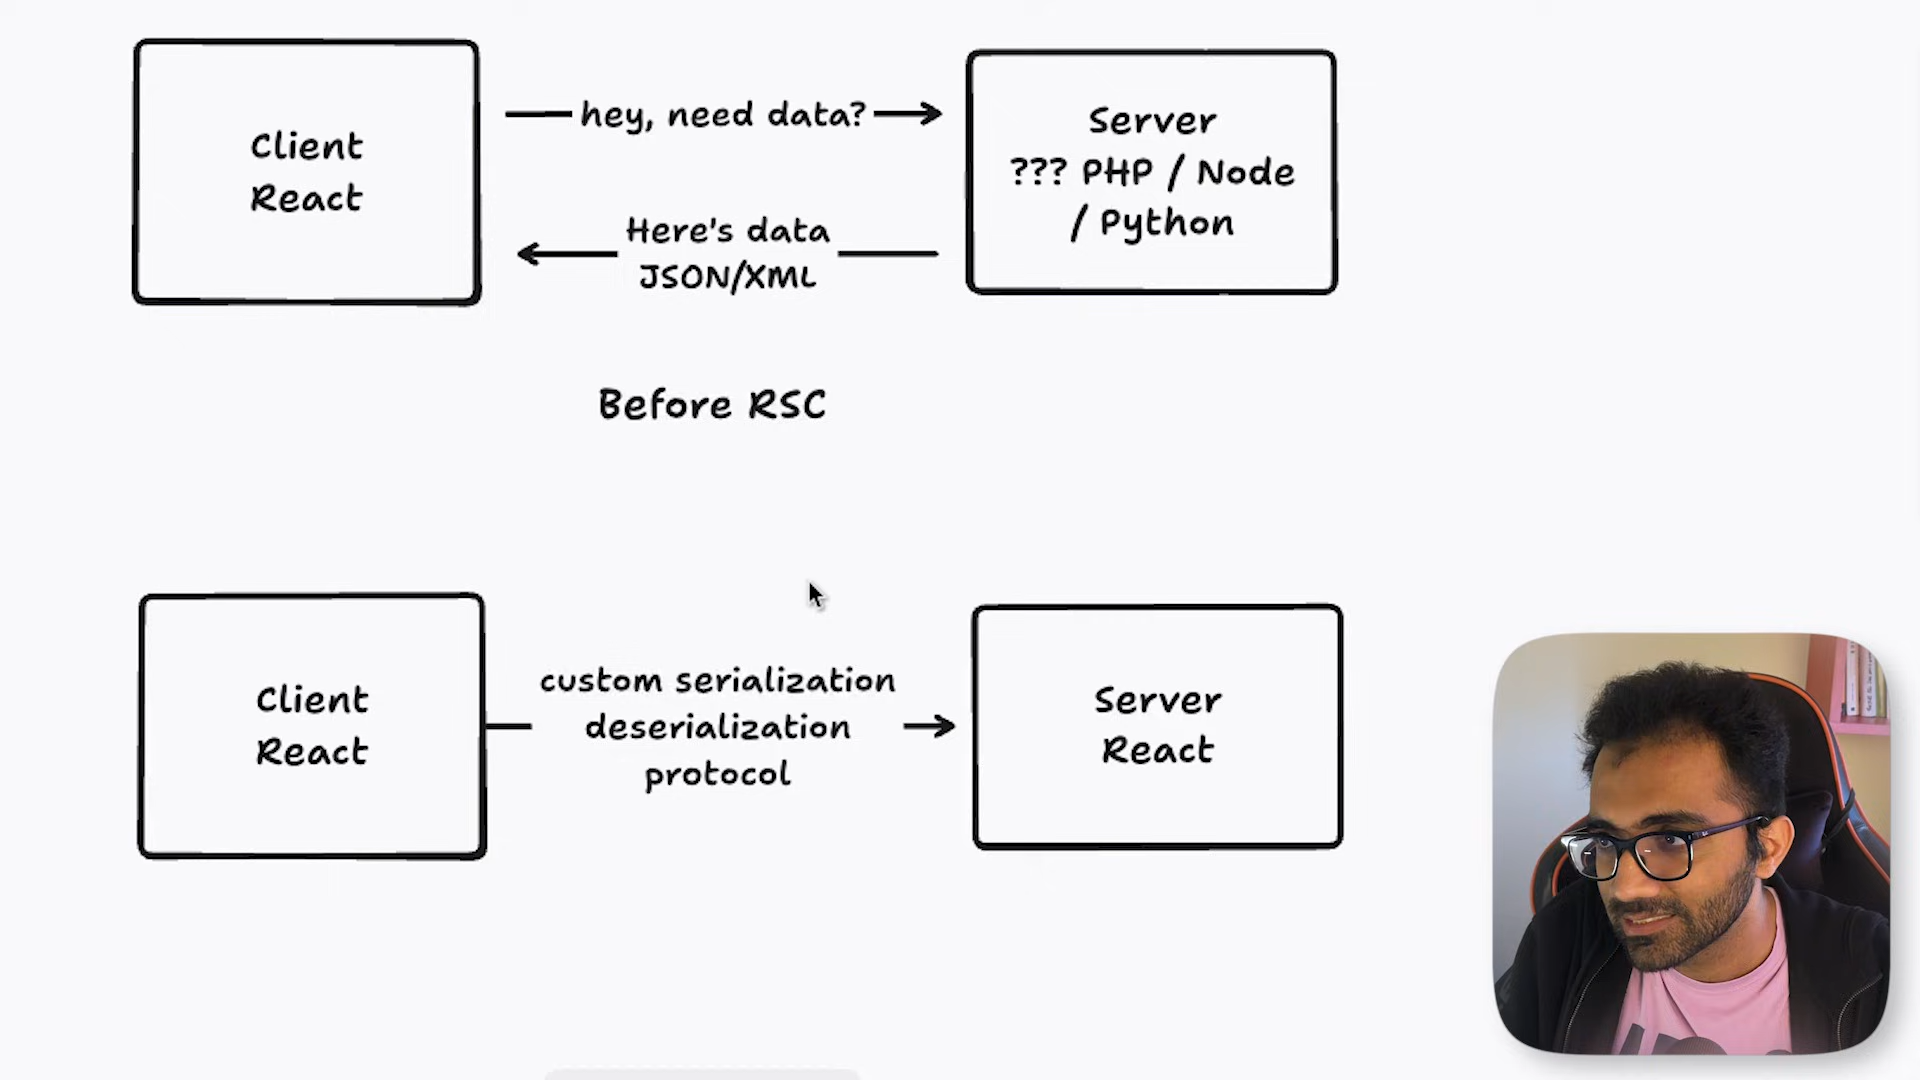 Client
React
hey, need data?
Here's data
JSON/XML
Server
??? PHP / Node
/ Python
Before RSC
Client
React
custom serialization
deserialization
protocol
Server
React